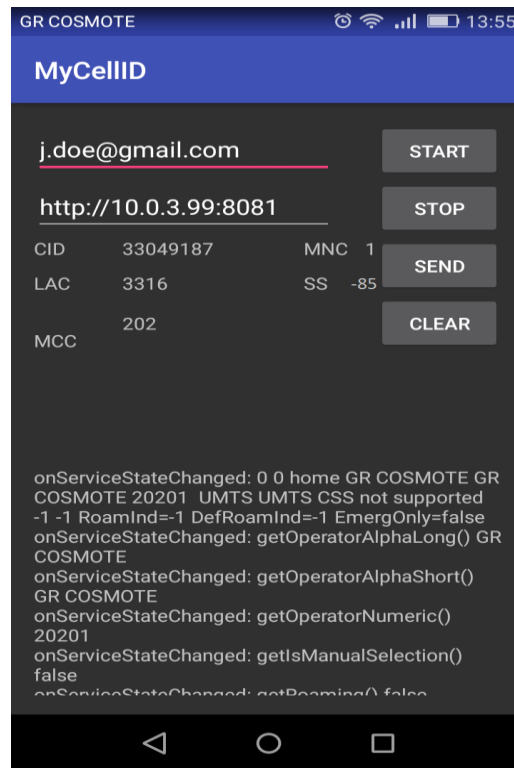 GR COSMOTE 13:55
MyCellID
j.doe@gmail.com START
http://10.0.3.99:8081 STOP
CID 33049187 MNC 1
SEND
LAC 3316 SS -85
202 CLEAR
MCC
onServiceStateChanged: 0 0 home GR COSMOTE GR
COSMOTE 20201 UMTS UMTS CSS not supported
-1 -1 RoamInd=-1 DefRoamInd=-1 EmergOnly=false
onServiceStateChanged: getOperatorAlphaLong() GR
COSMOTE
onServiceStateChanged: getOperatorAlphaShort()
GR COSMOTE
onServiceStateChanged: getOperatorNumeric()
20201
onServiceStateChanged: getIsManualSelection()
false
onServiceStateChanged: getRoaming() false